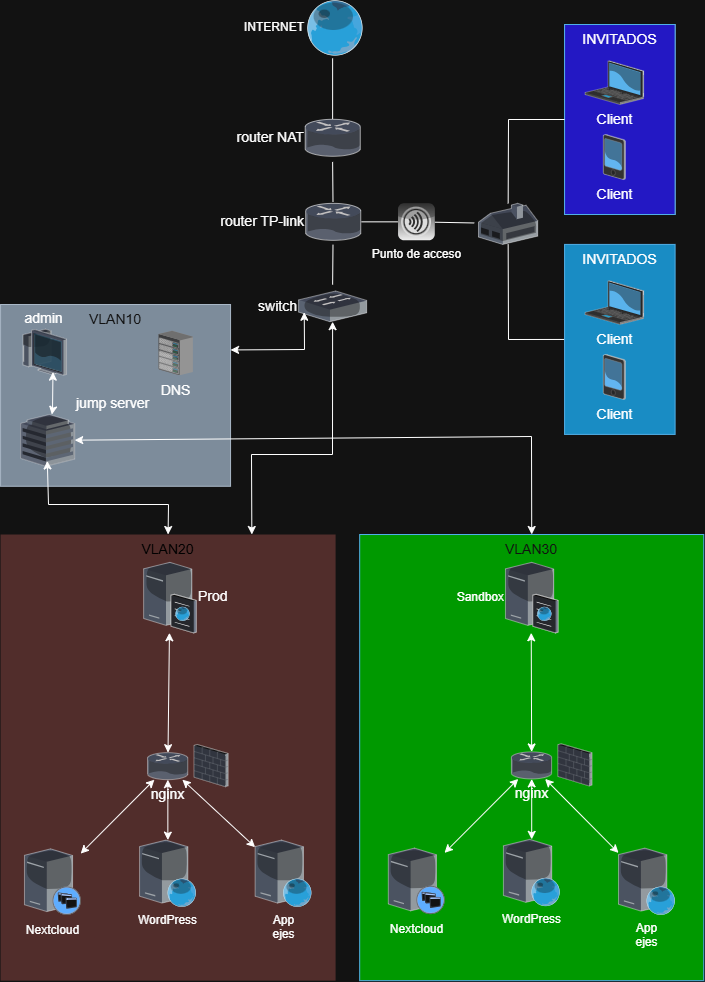 INTERNET
INVITADOS
Client
Client
router NAT
router TP-link
Punto de acceso
INVITADOS
Client
Client
switch
admin
VLAN10
DNS
jump server
VLAN20
Prod
nginx
Nextcloud
WordPress
App
ejes
VLAN30
Sandbox
nginx
Nextcloud
WordPress
App
ejes